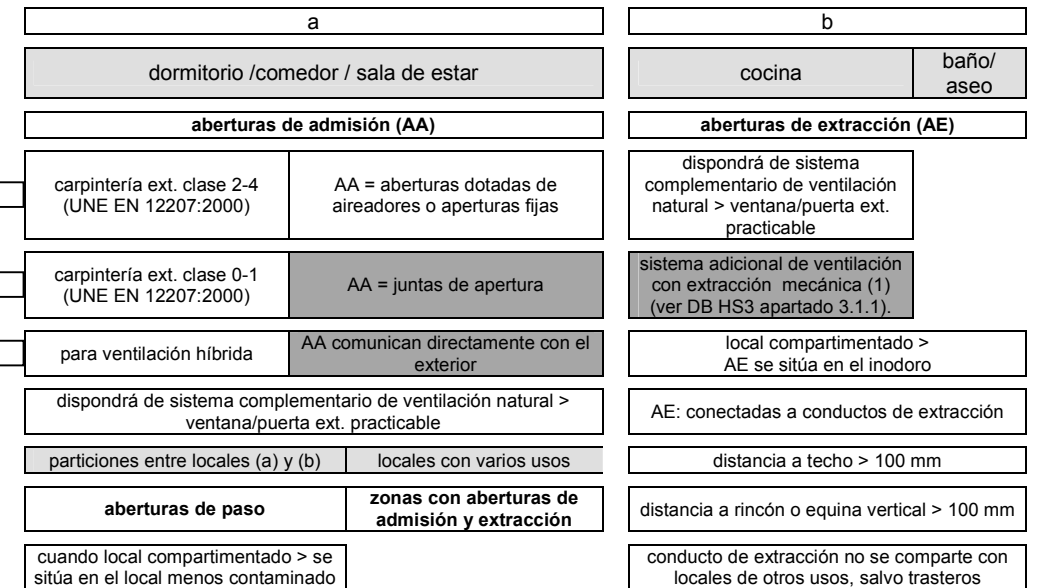 a
b
dormitorio /comedor / sala de estar
cocina
baño/
aseo
aberturas de admisión (AA)
aberturas de extracción (AE)
carpintería ext. clase 2-4
(UNE EN 12207:2000)
AA = aberturas dotadas de
aireadores o aperturas fijas
dispondrá de sistema
complementario de ventilación
natural > ventana/puerta ext.
practicable
carpintería ext. clase 0-1
(UNE EN 12207:2000)
AA = juntas de apertura
sistema adicional de ventilación
con extracción mecánica (1)
(ver DB HS3 apartado 3.1.1).
para ventilación híbrida
AA comunican directamente con el
exterior
local compartimentado >
AE se sitúa en el inodoro
dispondrá de sistema complementario de ventilación natural >
ventana/puerta ext. practicable
AE: conectadas a conductos de extracción
particiones entre locales (a) y (b)
locales con varios usos
distancia a techo > 100 mm
aberturas de paso
zonas con aberturas de
admisión y extracción
distancia a rincón o equina vertical > 100 mm
cuando local compartimentado > se
sitúa en el local menos contaminado
conducto de extracción no se comparte con
locales de otros usos, salvo trasteros